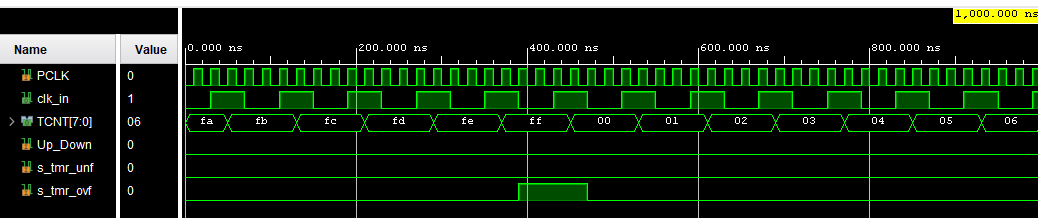 1,000.000 ns
Name Value
0.000 ns 200.000 ns 400.000 ns 600.000 ns 800.000 ns
PCLK 0
clk_in 1
TCNT[7:0] 06 fa fb fc fd fe ff 00 01 02 03 04 05 06
Up_Down 0
s_tmr_unf 0
s_tmr_ovf 0